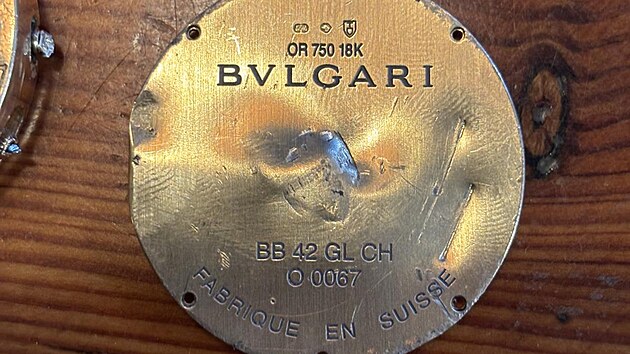 OR 750 18K
BVLGARI
BB 42 GL CH
O 0067
FABRIQUE EN SUISSE